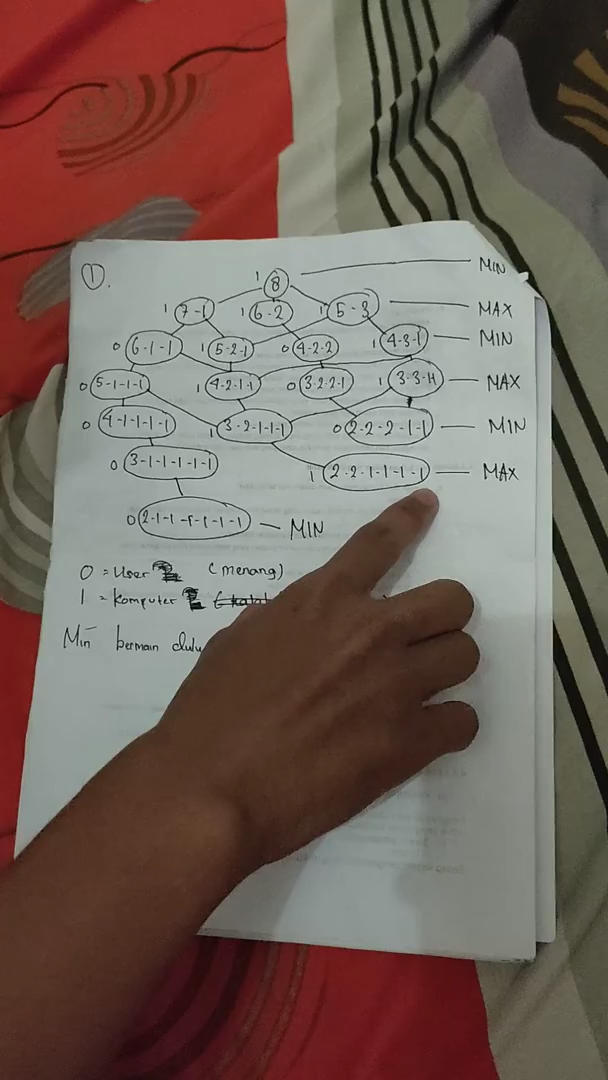 ①.
1 8 MIN
1 7-1 1 6-2 1 5-3 MAX
0 6-1-1 1 5-2-1 0 4-2-2 1 4-3-1 MIN
0 5-1-1-1 1 4-2-1-1 0 3-2-2-1 1 3-3-11 MAX
0 4-1-1-1-1 1 3-2-1-1-1 0 2-2-2-1-1 MIN
0 3-1-1-1-1-1 1 2-2-1-1-1-1 MAX
0 2-1-1-1-1-1-1 MIN
0 = User (menang)
1 = Komputer
Min bermain dulu